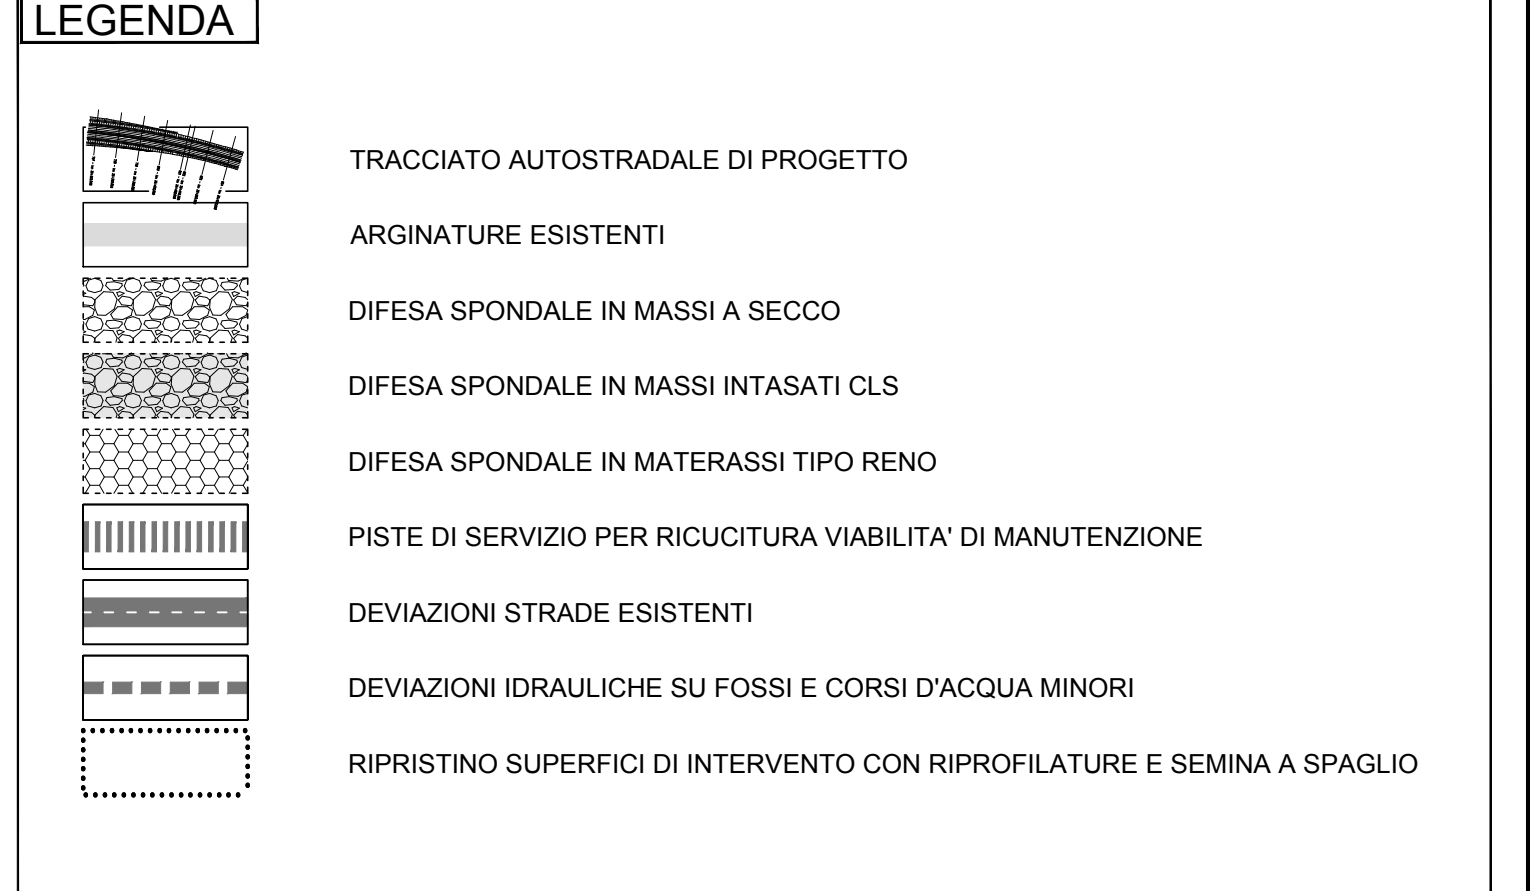 LEGENDA
TRACCIATO AUTOSTRADALE DI PROGETTO
ARGINATURE ESISTENTI
DIFESA SPONDALE IN MASSI A SECCO
DIFESA SPONDALE IN MASSI INTASATI CLS
DIFESA SPONDALE IN MATERASSI TIPO RENO
PISTE DI SERVIZIO PER RICUCITURA VIABILITA' DI MANUTENZIONE
DEVIAZIONI STRADE ESISTENTI
DEVIAZIONI IDRAULICHE SU FOSSI E CORSI D'ACQUA MINORI
RIPRISTINO SUPERFICI DI INTERVENTO CON RIPROFILATURE E SEMINA A SPAGLIO